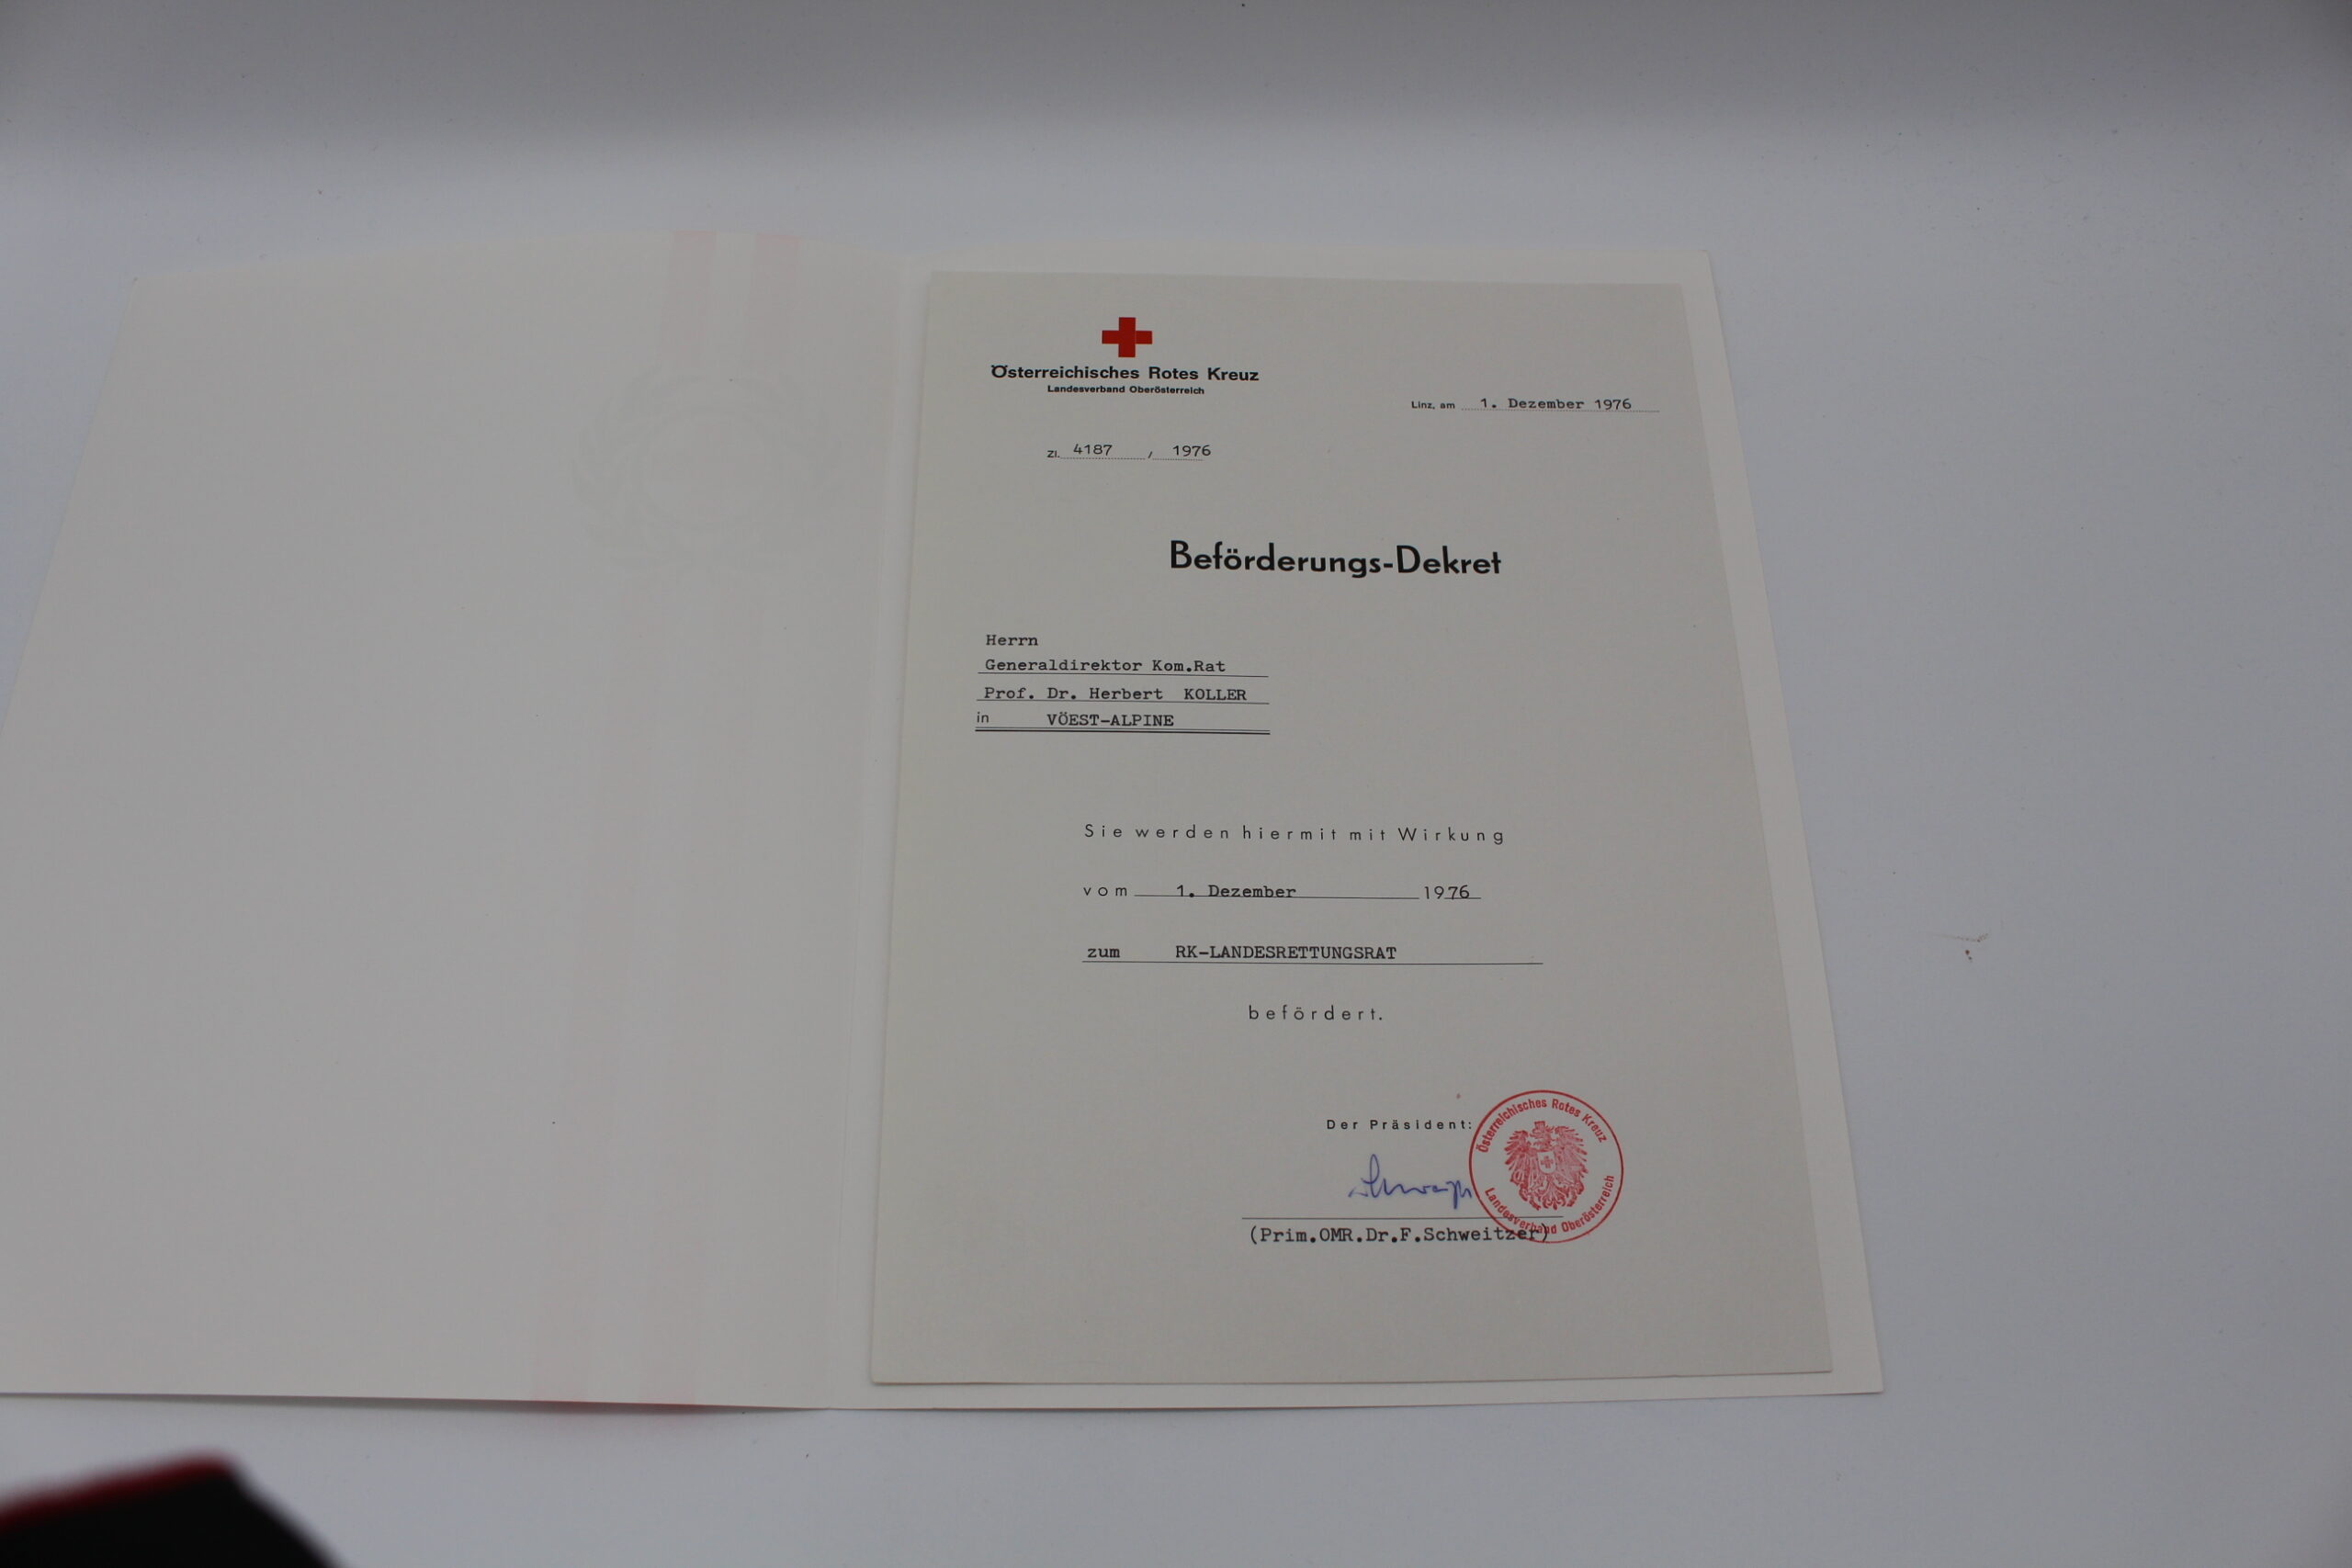 Österreichisches Rotes Kreuz
Landesverband Oberösterreich
Linz, am 1. Dezember 1976
Zl. 4187 / 1976
Beförderungs-Dekret
Herrn
Generaldirektor Kom.Rat
Prof. Dr. Herbert KOLLER
in VÖEST-ALPINE
Sie werden hiermit mit Wirkung
vom 1. Dezember 1976
zum RK-LANDESRETTUNGSRAT
befördert.
Der Präsident:
(Prim.OMR.Dr.F.Schweitzer)
Österreichisches Rotes Kreuz
Landesverband Oberösterreich